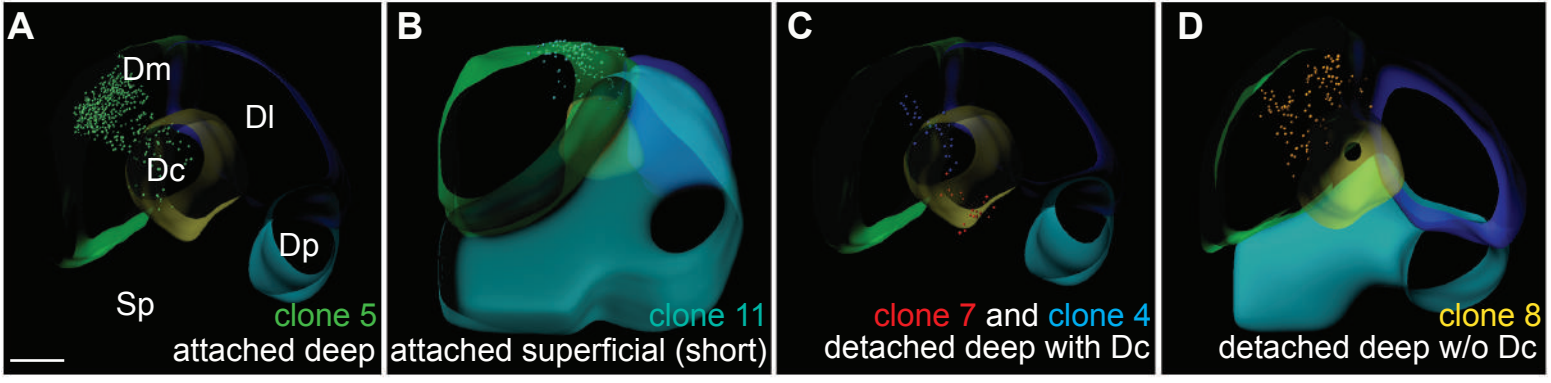 A
Dm
Dl
Dc
Dp
Sp
clone 5
attached deep
B
clone 11
attached superficial (short)
C
clone 7 and clone 4
detached deep with Dc
D
clone 8
detached deep w/o Dc